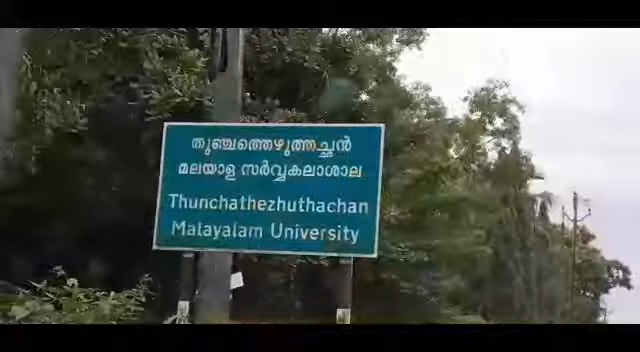 തുഞ്ചത്തെഴുത്തച്ഛൻ
മലയാള സർവ്വകലാശാല
Thunchathezhuthachan
Malayalam University